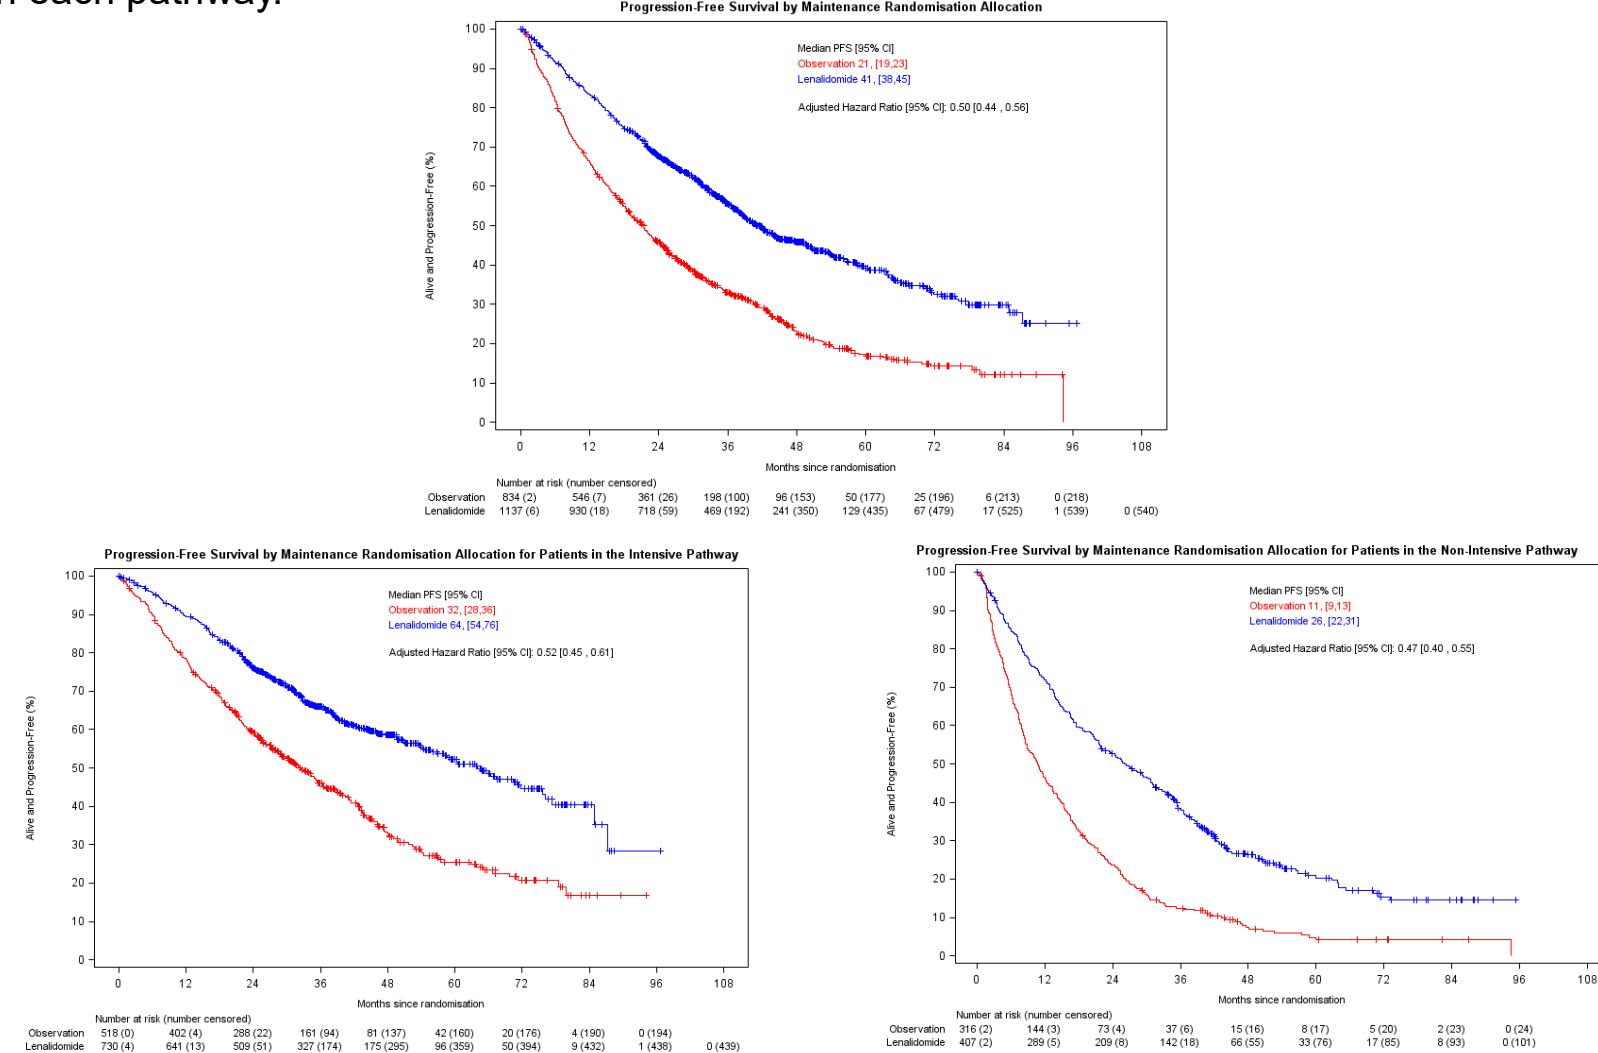 n each pathway.
Progression-Free Survival by Maintenance Randomisation Allocation
Alive and Progression-Free (%)
100
90
80
70
60
50
40
30
20
10
0
Median PFS [95% CI]
Observation 21, [19,23]
Lenalidomide 41, [38,45]
Adjusted Hazard Ratio [95% CI]: 0.50 [0.44 , 0.56]
0 12 24 36 48 60 72 84 96 108
Months since randomisation
Number at risk (number censored)
Observation 834 (2) 546 (7) 361 (26) 198 (100) 96 (153) 50 (177) 25 (196) 6 (213) 0 (218)
Lenalidomide 1137 (6) 930 (18) 718 (59) 469 (192) 241 (350) 129 (435) 67 (479) 17 (525) 1 (539) 0 (540)
Progression-Free Survival by Maintenance Randomisation Allocation for Patients in the Intensive Pathway
Alive and Progression-Free (%)
100
90
80
70
60
50
40
30
20
10
0
Median PFS [95% CI]
Observation 32, [28,36]
Lenalidomide 64, [54,76]
Adjusted Hazard Ratio [95% CI]: 0.52 [0.45 , 0.61]
0 12 24 36 48 60 72 84 96 108
Months since randomisation
Number at risk (number censored)
Observation 518 (0) 402 (4) 288 (22) 161 (94) 81 (137) 42 (160) 20 (176) 4 (190) 0 (194)
Lenalidomide 730 (4) 641 (13) 509 (51) 327 (174) 175 (295) 96 (359) 50 (394) 9 (432) 1 (438) 0 (439)
Progression-Free Survival by Maintenance Randomisation Allocation for Patients in the Non-Intensive Pathway
Alive and Progression-Free (%)
100
90
80
70
60
50
40
30
20
10
0
Median PFS [95% CI]
Observation 11, [9,13]
Lenalidomide 26, [22,31]
Adjusted Hazard Ratio [95% CI]: 0.47 [0.40 , 0.55]
0 12 24 36 48 60 72 84 96 108
Months since randomisation
Number at risk (number censored)
Observation 316 (2) 144 (3) 73 (4) 37 (6) 15 (16) 8 (17) 5 (20) 2 (23) 0 (24)
Lenalidomide 407 (2) 289 (5) 209 (8) 142 (18) 66 (55) 33 (76) 17 (85) 8 (93) 0 (101)